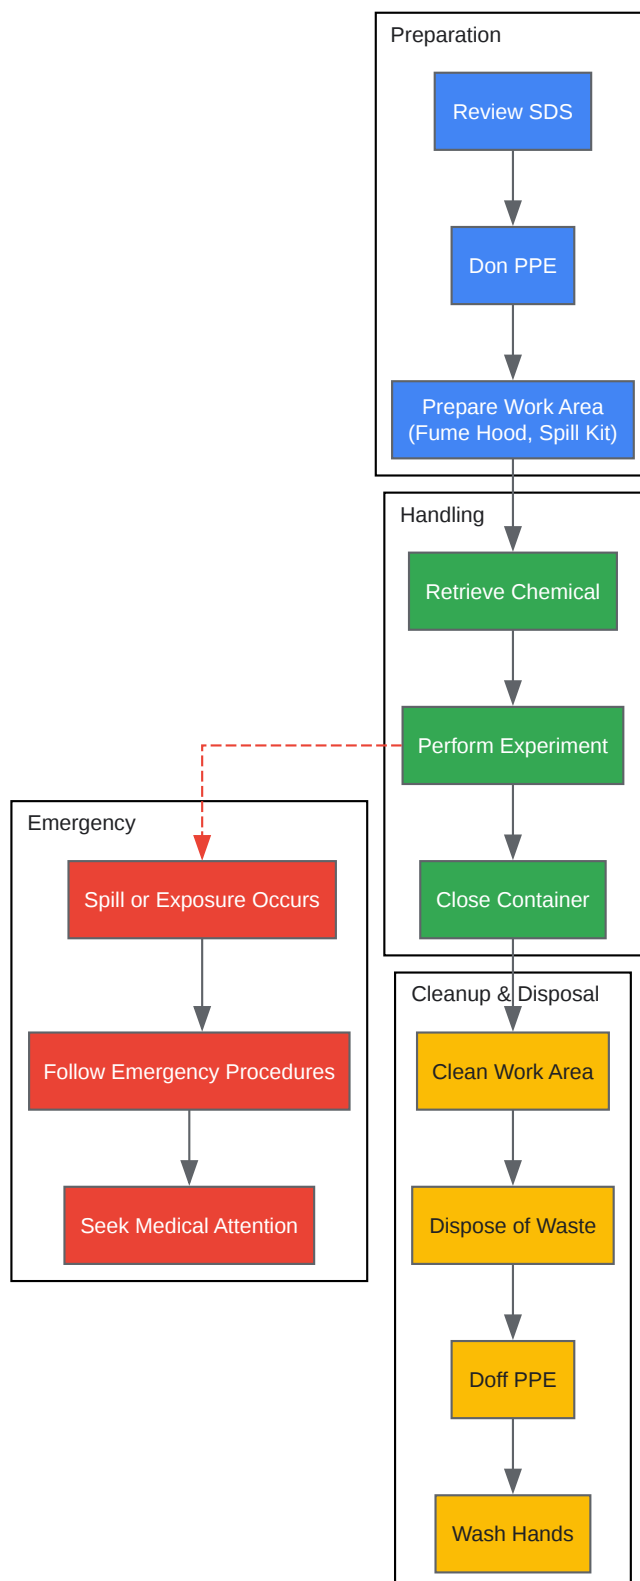 Preparation
Review SDS
Don PPE
Prepare Work Area
(Fume Hood, Spill Kit)
Handling
Retrieve Chemical
Perform Experiment
Close Container
Emergency
Spill or Exposure Occurs
Follow Emergency Procedures
Seek Medical Attention
Cleanup & Disposal
Clean Work Area
Dispose of Waste
Doff PPE
Wash Hands